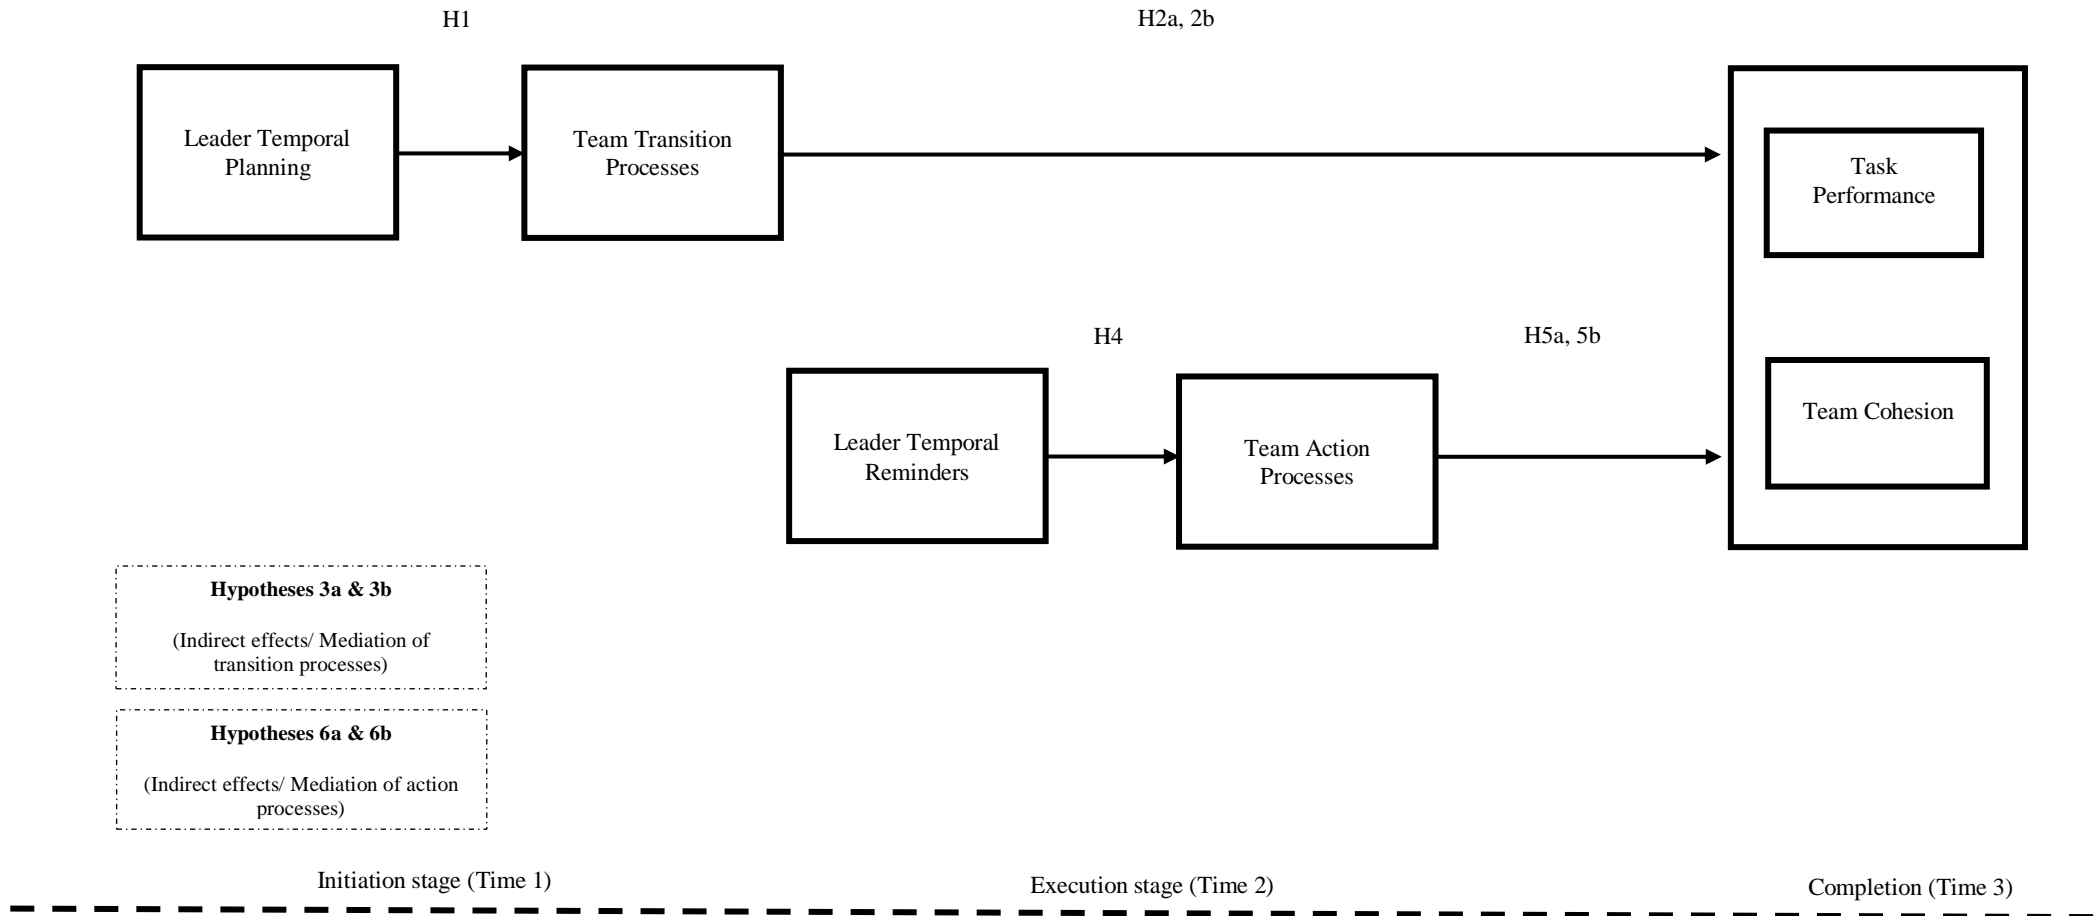 H1
H2a, 2b
Leader Temporal
Planning
Team Transition
Processes
Task
Performance
H4
H5a, 5b
Leader Temporal
Reminders
Team Action
Processes
Team Cohesion
Hypotheses 3a & 3b
(Indirect effects/ Mediation of
transition processes)
Hypotheses 6a & 6b
(Indirect effects/ Mediation of action
processes)
Initiation stage (Time 1)
Execution stage (Time 2)
Completion (Time 3)